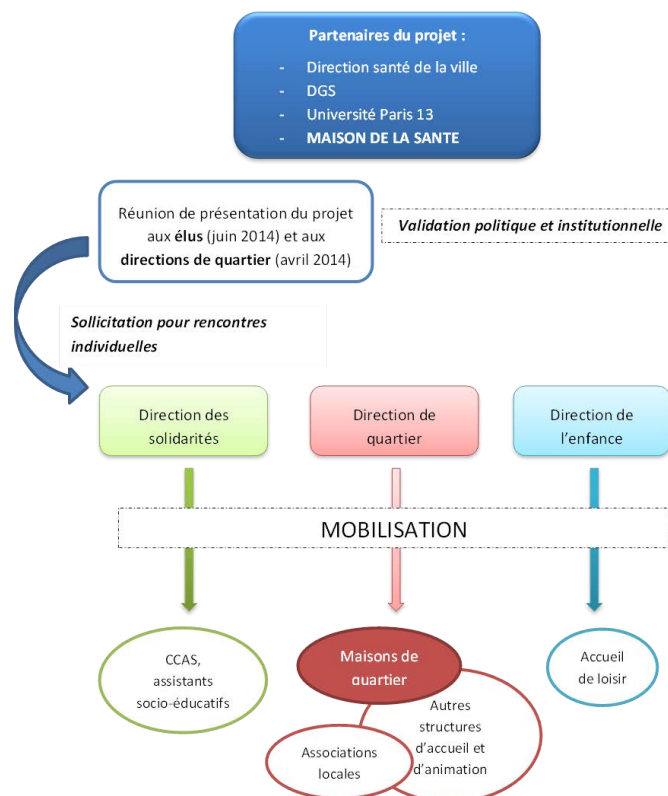 Partenaires du projet :
- Direction santé de la ville
- DGS
- Université Paris 13
- MAISON DE LA SANTE
Réunion de présentation du projet
aux élus (juin 2014) et aux
directions de quartier (avril 2014)
Validation politique et institutionnelle
Sollicitation pour rencontres
individuelles
Direction des
solidarités
Direction de
quartier
Direction de
l'enfance
MOBILISATION
CCAS,
assistants
socio-éducatifs
Maisons de
quartier
Accueil
de loisir
Autres
structures
d'accueil et
d'animation
Associations
locales